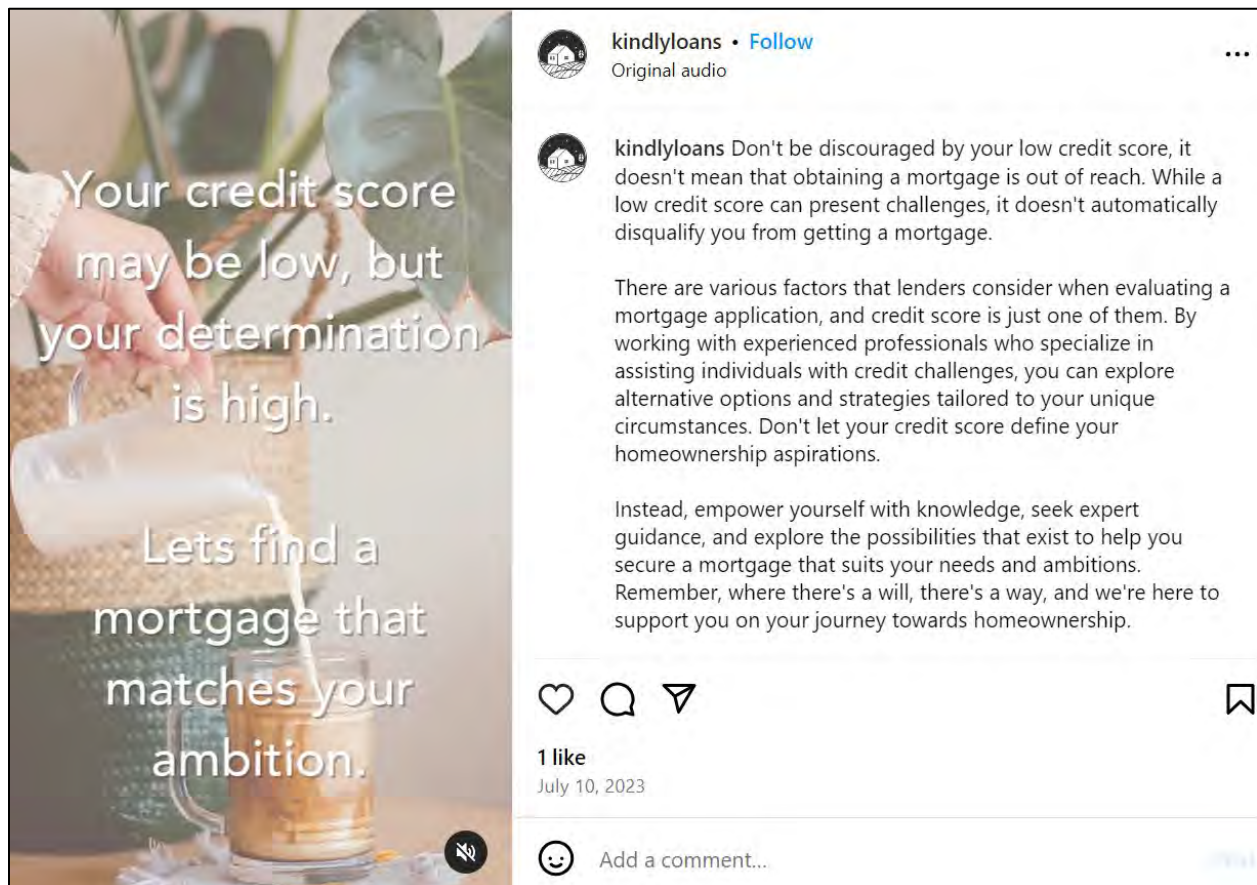 Your credit score
may be low, but
your determination
is high.
Lets find a
mortgage that
matches your
ambition.
kindlyloans • Follow
Original audio
kindlyloans Don't be discouraged by your low credit score, it
doesn't mean that obtaining a mortgage is out of reach. While a
low credit score can present challenges, it doesn't automatically
disqualify you from getting a mortgage.
There are various factors that lenders consider when evaluating a
mortgage application, and credit score is just one of them. By
working with experienced professionals who specialize in
assisting individuals with credit challenges, you can explore
alternative options and strategies tailored to your unique
circumstances. Don't let your credit score define your
homeownership aspirations.
Instead, empower yourself with knowledge, seek expert
guidance, and explore the possibilities that exist to help you
secure a mortgage that suits your needs and ambitions.
Remember, where there's a will, there's a way, and we're here to
support you on your journey towards homeownership.
1 like
July 10, 2023
Add a comment...